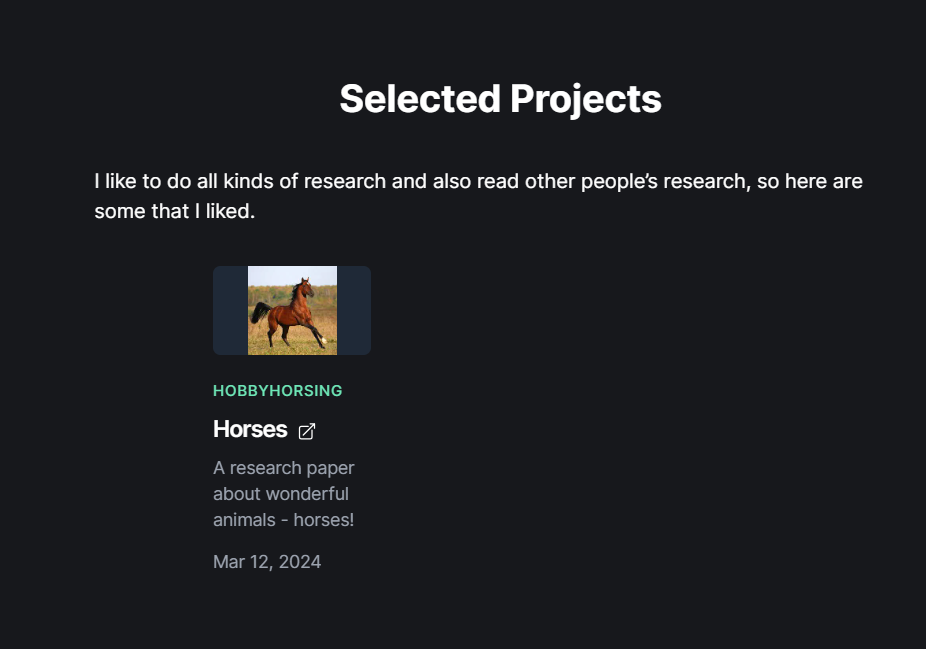 Selected Projects
I like to do all kinds of research and also read other people’s research, so here are
some that I liked.
HOBBYHORSING
Horses
A research paper
about wonderful
animals - horses!
Mar 12, 2024